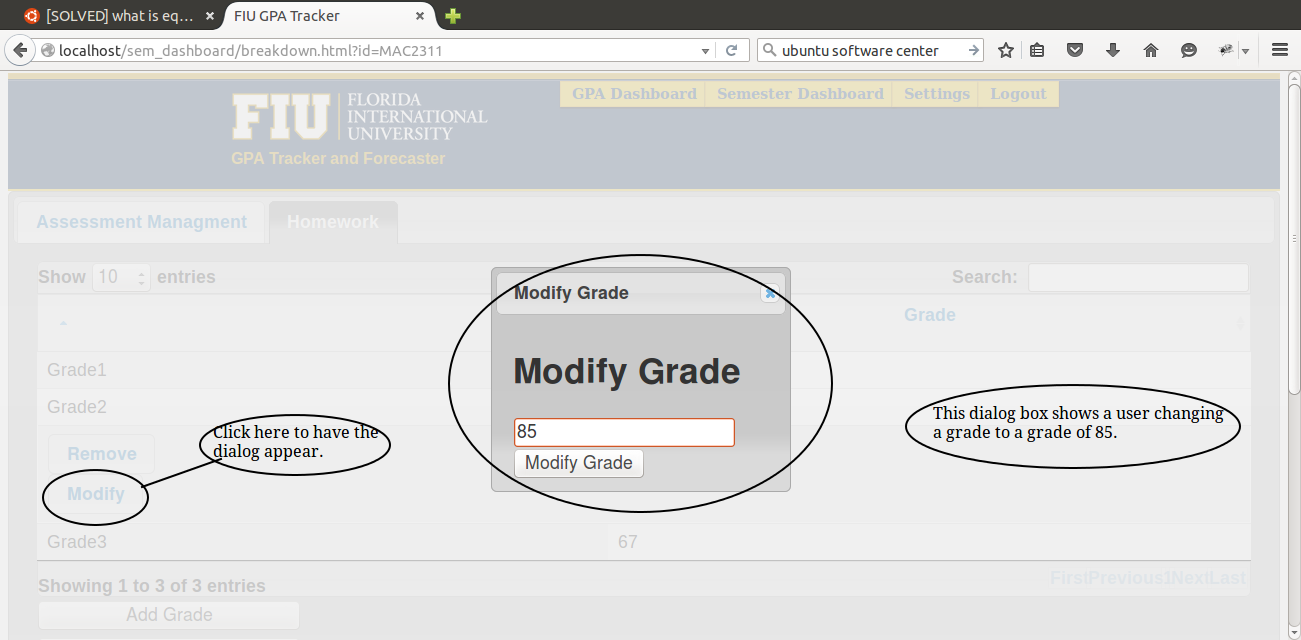 [SOLVED] what is eq...
FIU GPA Tracker
localhost/sem_dashboard/breakdown.html?id=MAC2311
ubuntu software center
FIU
FLORIDA
INTERNATIONAL
UNIVERSITY
GPA Tracker and Forecaster
GPA Dashboard
Semester Dashboard
Settings
Logout
Assessment Managment
Homework
Show 10 entries
Search:
Grade
Grade1
Grade2
Remove
Modify
Click here to have the
dialog appear.
Modify Grade
Modify Grade
85
Modify Grade
This dialog box shows a user changing
a grade to a grade of 85.
Grade3 67
Showing 1 to 3 of 3 entries
FirstPrevious1NextLast
Add Grade